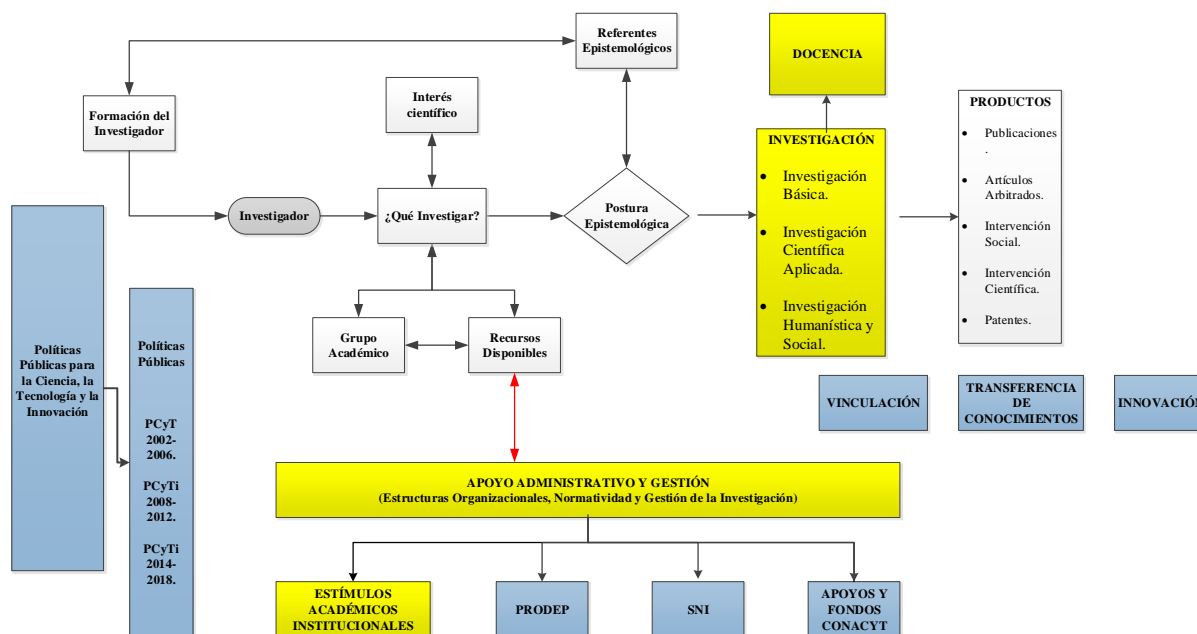 Referentes
Epistemológicos
DOCENCIA
Formación del
Investigador
Interés
científico
Investigador
¿Qué Investigar?
Postura
Epistemológica
INVESTIGACIÓN
• Investigación
Básica.
• Investigación
Científica
Aplicada.
• Investigación
Humanística y
Social.
PRODUCTOS
• Publicaciones
.
• Artículos
Arbitrados.
• Intervención
Social.
• Intervención
Científica.
• Patentes.
Grupo
Académico
Recursos
Disponibles
Políticas
Públicas para
la Ciencia, la
Tecnología y la
Innovación
Políticas
Públicas
PCyT
2002-
2006.
PCyTi
2008-
2012.
PCyTi
2014-
2018.
VINCULACIÓN
TRANSFERENCIA
DE
CONOCIMIENTOS
INNOVACIÓN
APOYO ADMINISTRATIVO Y GESTIÓN
(Estructuras Organizacionales, Normatividad y Gestión de la Investigación)
ESTÍMULOS
ACADÉMICOS
INSTITUCIONALES
PRODEP
SNI
APOYOS Y
FONDOS
CONACYT